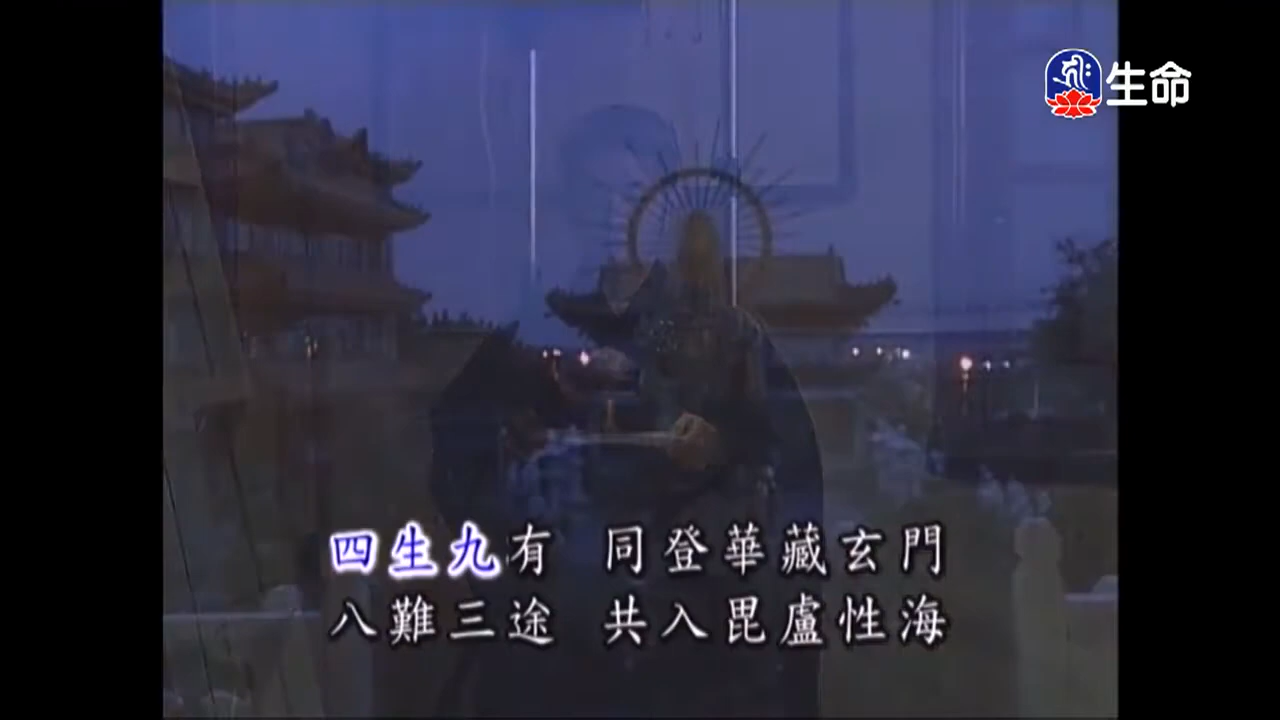 生命
四生九有 同登華藏玄門
八難三途 共入毘盧性海